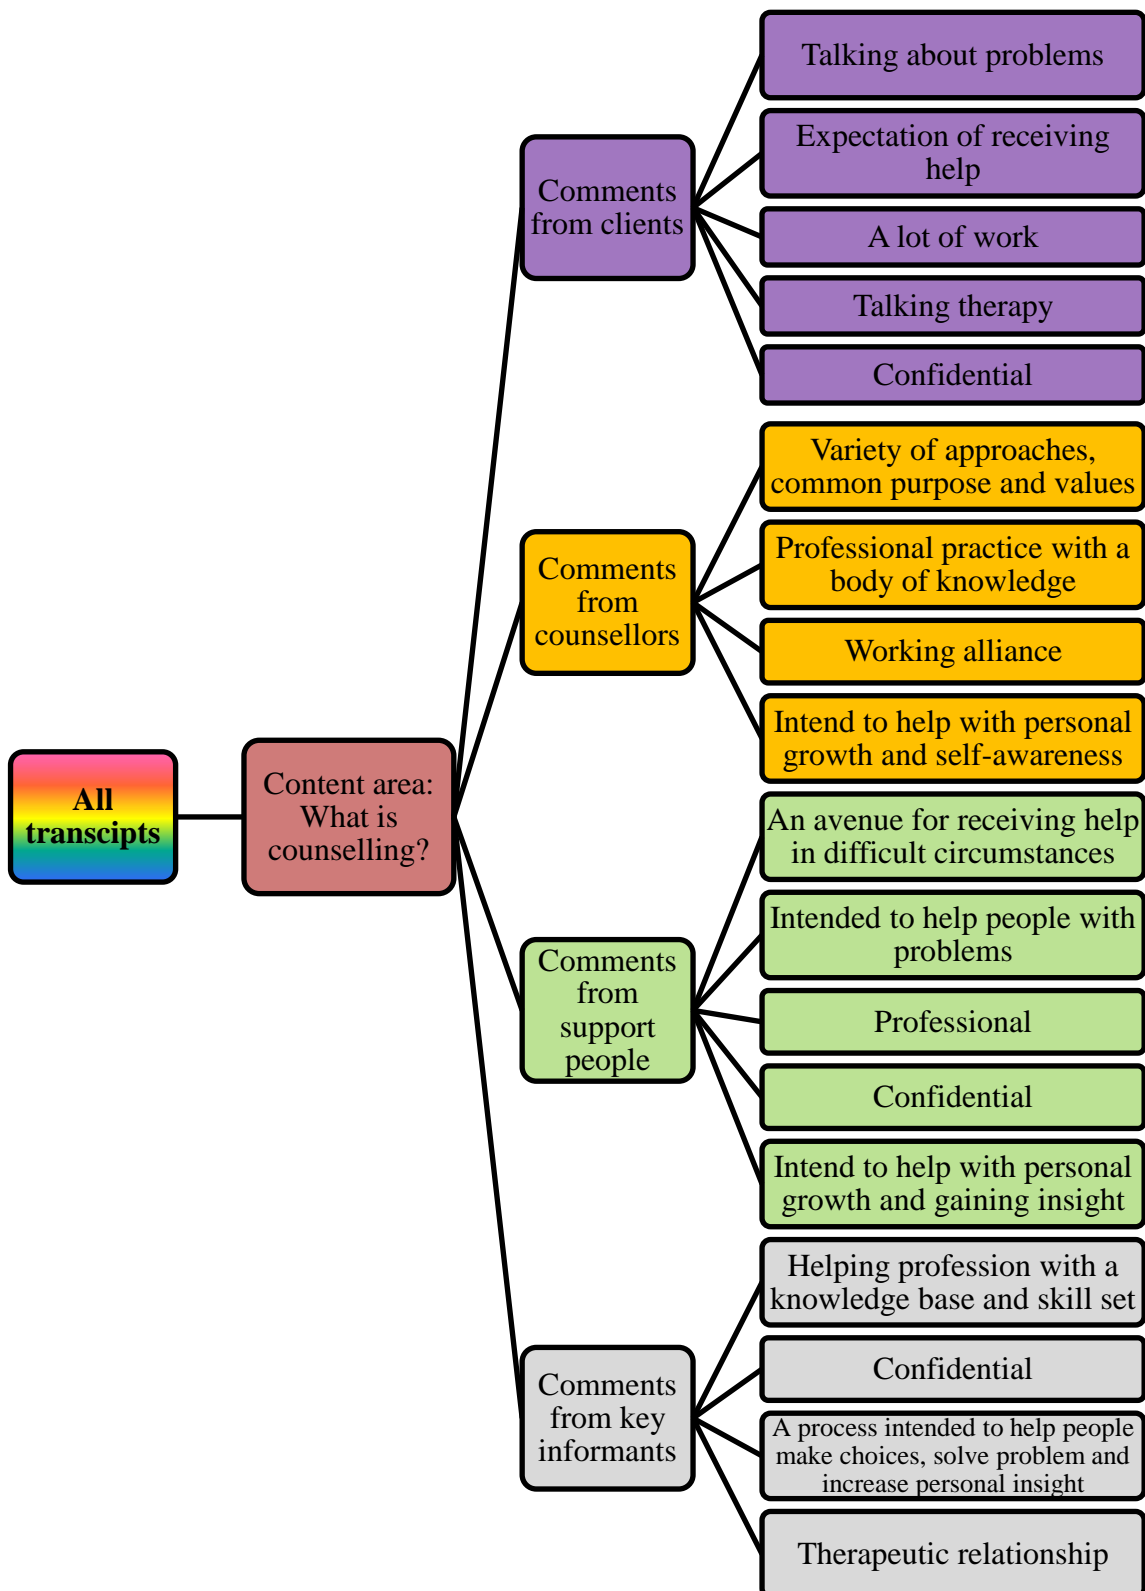 All
transcipts
Content area:
What is
counselling?
Comments
from clients
Talking about problems
Expectation of receiving
help
A lot of work
Talking therapy
Confidential
Comments
from
counsellors
Variety of approaches,
common purpose and values
Professional practice with a
body of knowledge
Working alliance
Intend to help with personal
growth and self-awareness
Comments
from
support
people
An avenue for receiving help
in difficult circumstances
Intended to help people with
problems
Professional
Confidential
Intend to help with personal
growth and gaining insight
Comments
from key
informants
Helping profession with a
knowledge base and skill set
Confidential
A process intended to help people
make choices, solve problem and
increase personal insight
Therapeutic relationship